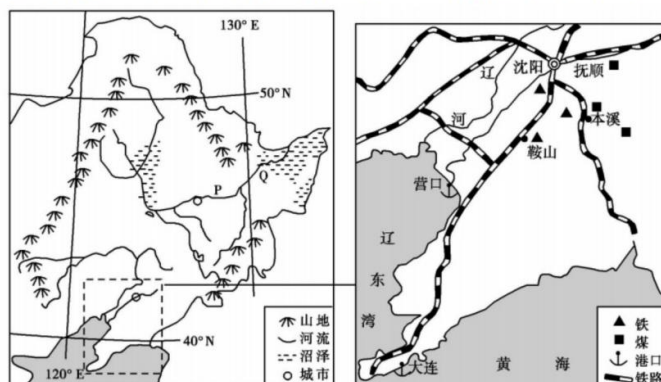 130° E
50° N
P
Q
40° N
120° E
山地
河流
沼泽
城市
沈阳
抚顺
辽
河
本溪
鞍山
营口
辽
东
湾
大连
黄 海
铁
煤
港口
铁路